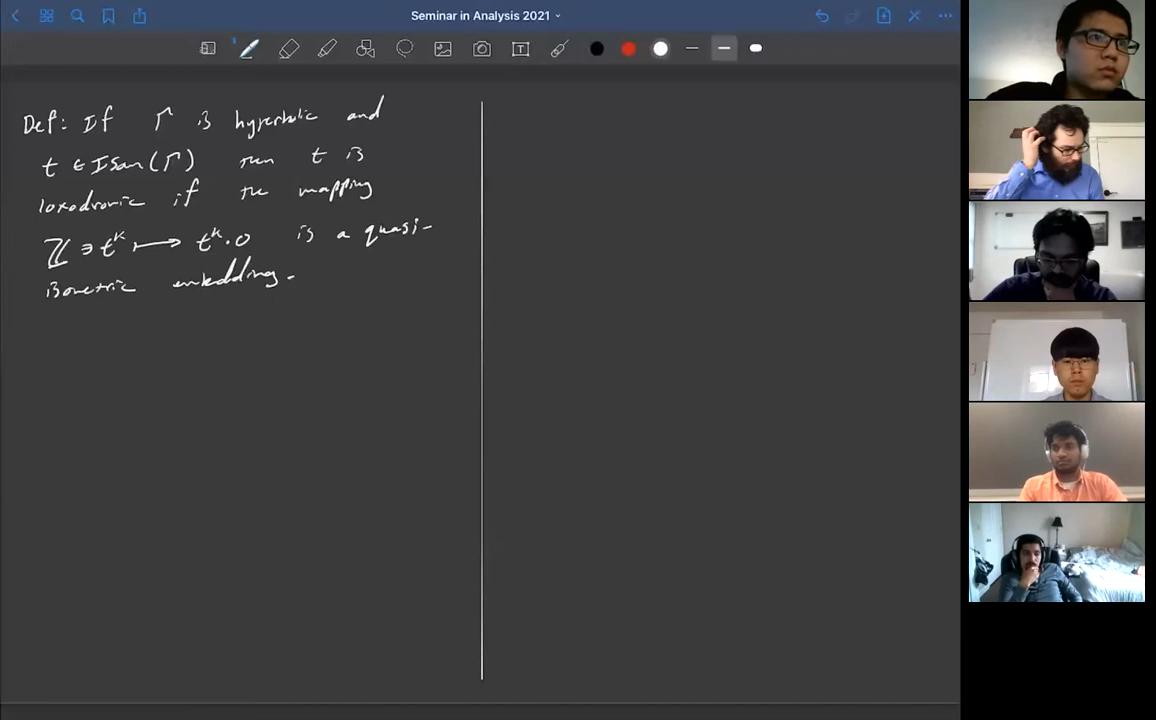 Seminar in Analysis 2021
Def: If Γ is hyperbolic and
t ∈ Isom(Γ) then t is
loxodromic if the mapping
ℤ ∋ t^k ↦ t^k · o is a quasi-
isometric embedding.